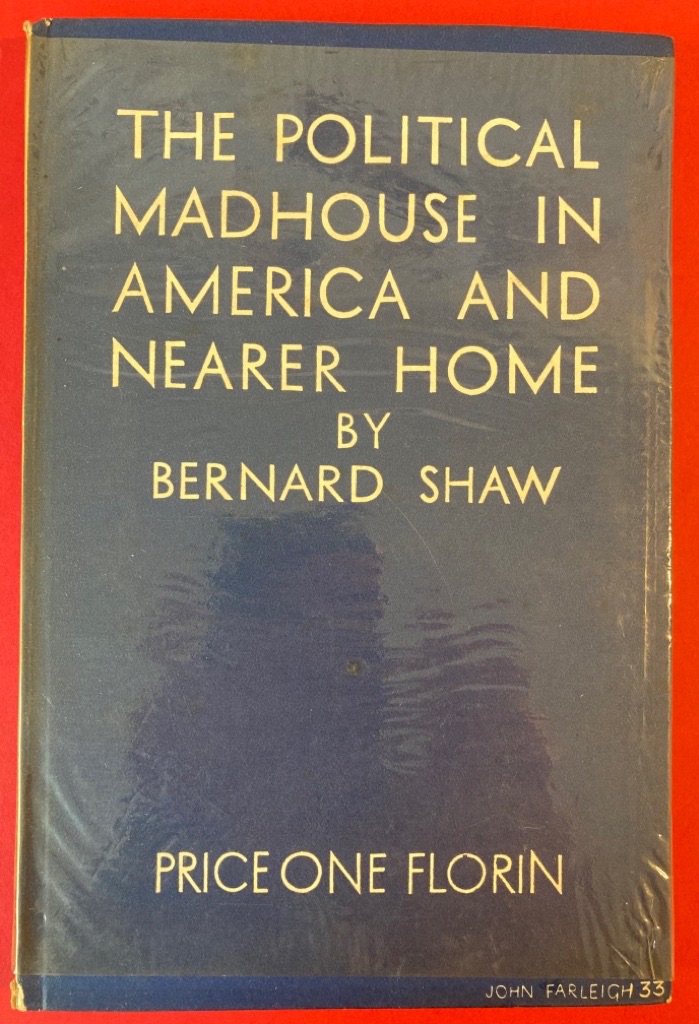 THE POLITICAL
MADHOUSE IN
AMERICA AND
NEARER HOME
BY
BERNARD SHAW
PRICE ONE FLORIN
JOHN FARLEIGH 33